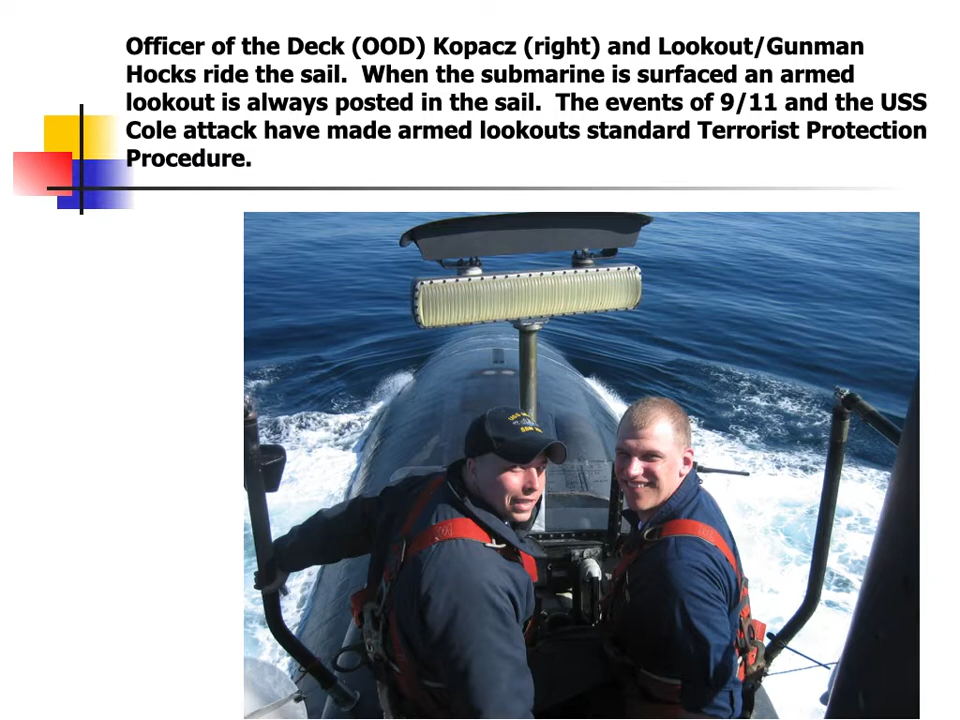 Officer of the Deck (OOD) Kopacz (right) and Lookout/Gunman
Hocks ride the sail.  When the submarine is surfaced an armed
lookout is always posted in the sail.  The events of 9/11 and the USS
Cole attack have made armed lookouts standard Terrorist Protection
Procedure.
USS